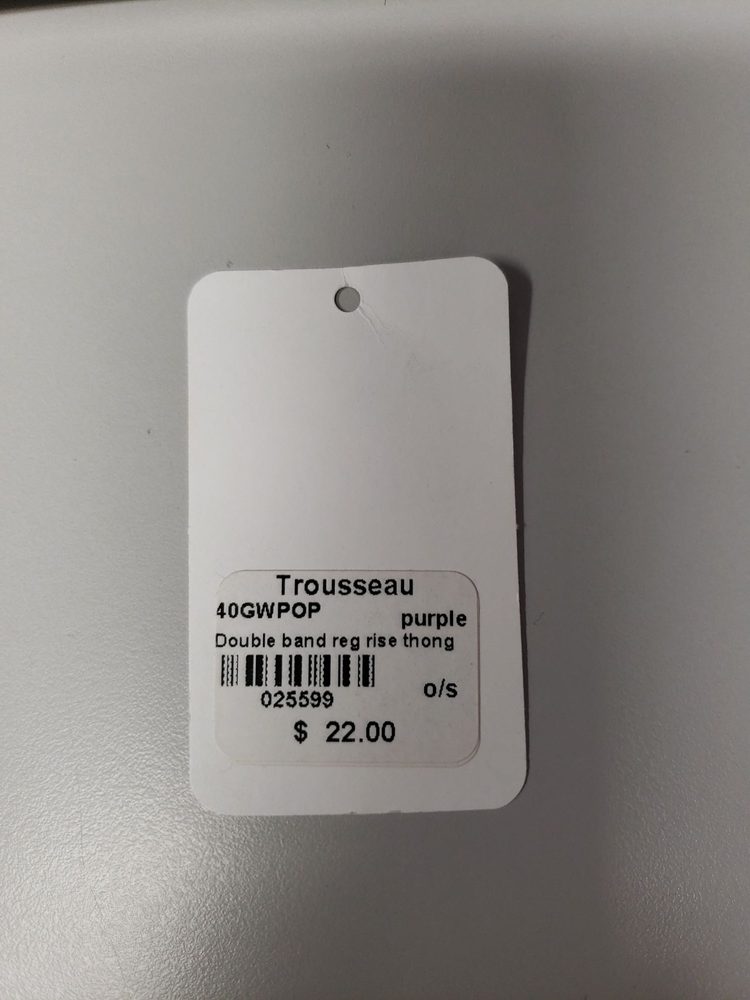 Trousseau
40GWPOP purple
Double band reg rise thong
025599 o/s
$ 22.00